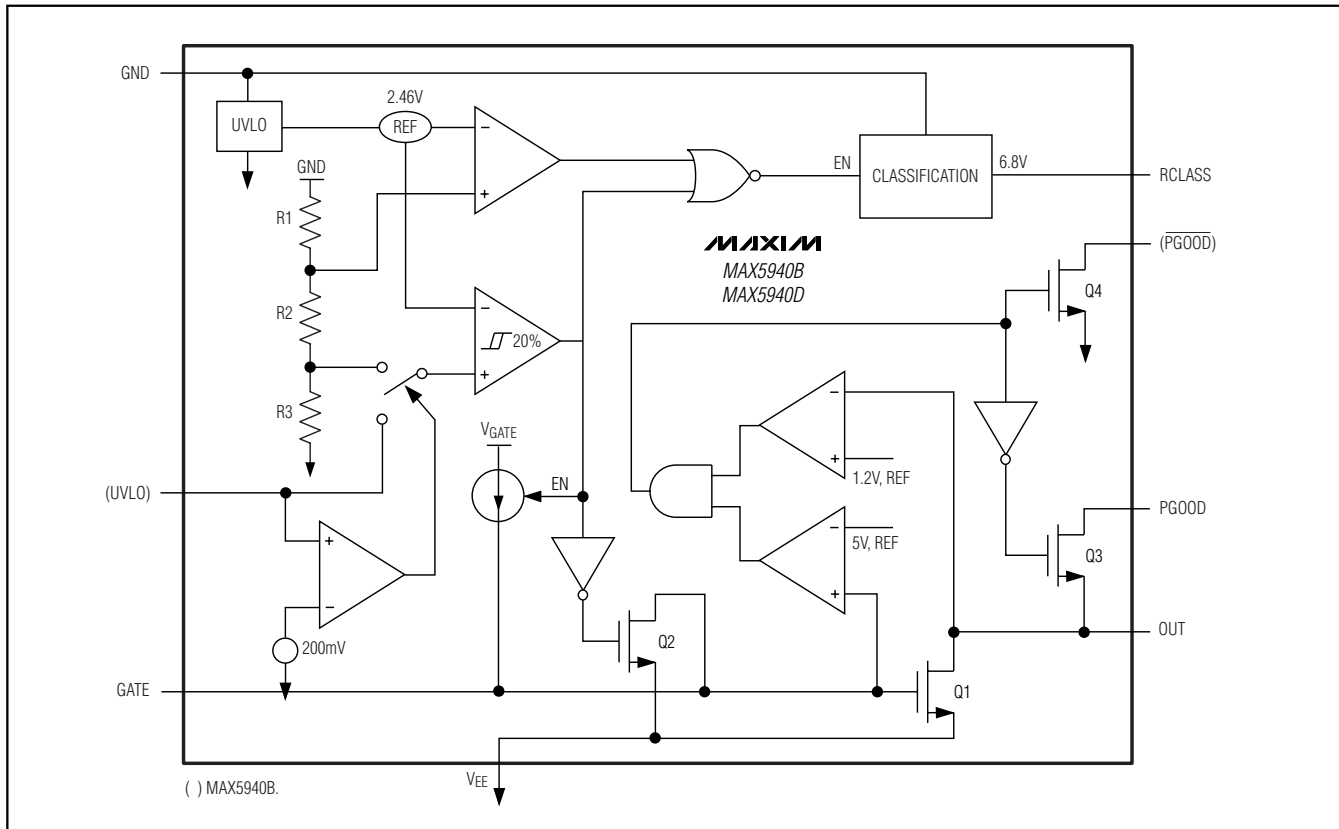 GND
2.46V
UVLO
REF
−
+
GND
R1
EN
CLASSIFICATION
6.8V
RCLASS
MAXIM
MAX5940B
MAX5940D
(PGOOD)
Q4
R2
−
20%
+
R3
VGATE
−
+
1.2V, REF
(UVLO)
EN
PGOOD
−
5V, REF
+
Q3
+
−
200mV
Q2
OUT
GATE
Q1
VEE
( ) MAX5940B.